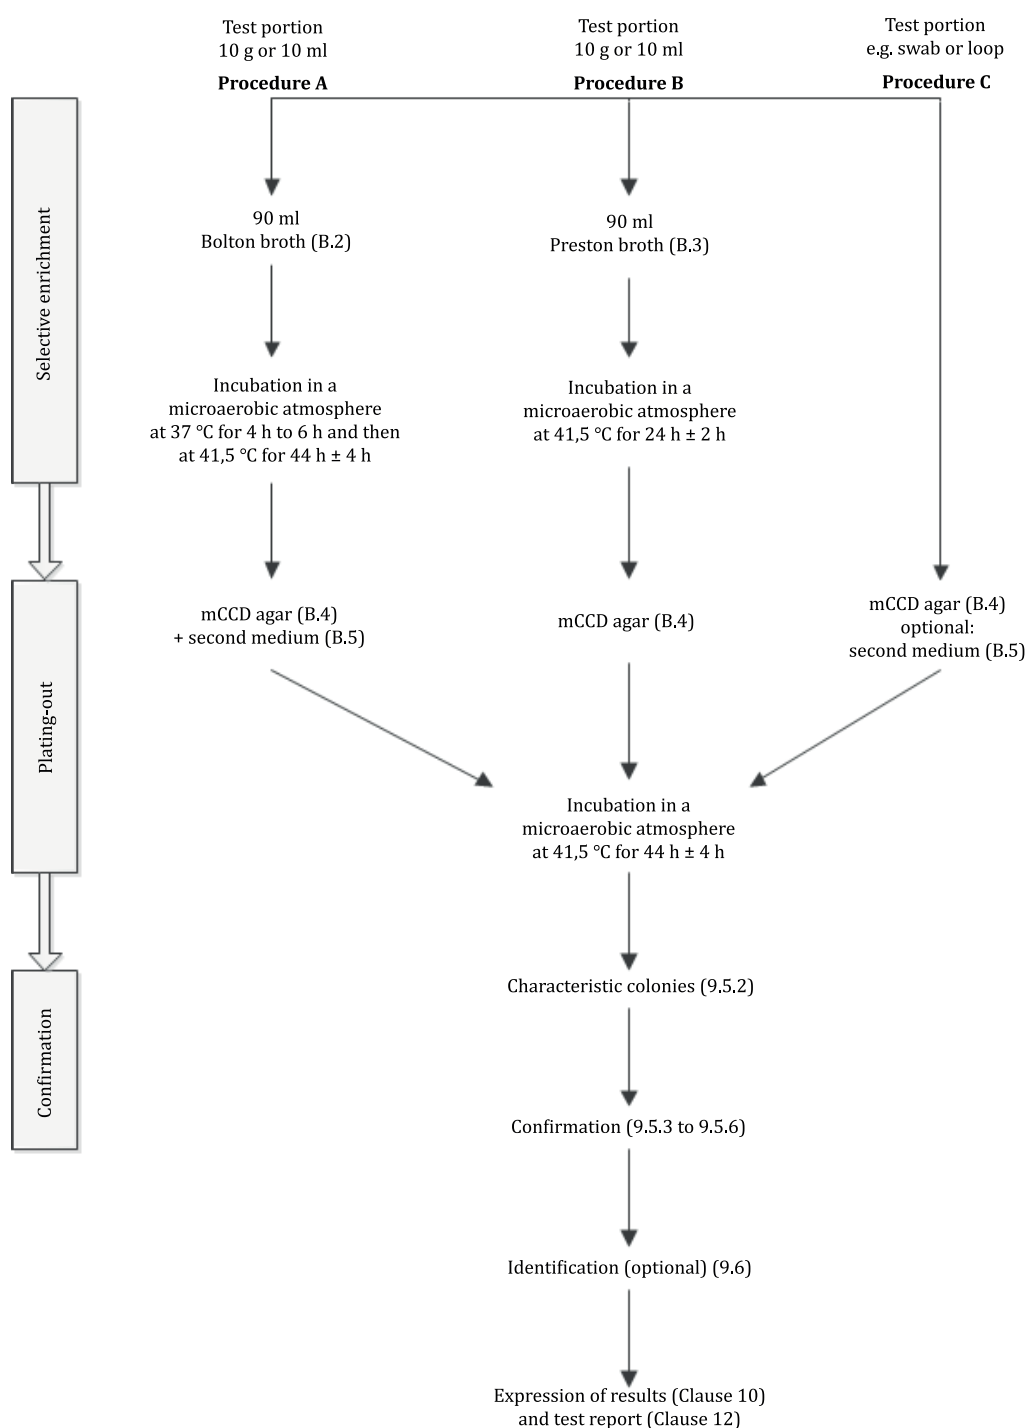 Test portion
10 g or 10 ml
Procedure A
Test portion
10 g or 10 ml
Procedure B
Test portion
e.g. swab or loop
Procedure C
Selective enrichment
90 ml
Bolton broth (B.2)
90 ml
Preston broth (B.3)
Incubation in a
microaerobic atmosphere
at 37 °C for 4 h to 6 h and then
at 41,5 °C for 44 h ± 4 h
Incubation in a
microaerobic atmosphere
at 41,5 °C for 24 h ± 2 h
Plating-out
mCCD agar (B.4)
+ second medium (B.5)
mCCD agar (B.4)
mCCD agar (B.4)
optional:
second medium (B.5)
Incubation in a
microaerobic atmosphere
at 41,5 °C for 44 h ± 4 h
Confirmation
Characteristic colonies (9.5.2)
Confirmation (9.5.3 to 9.5.6)
Identification (optional) (9.6)
Expression of results (Clause 10)
and test report (Clause 12)